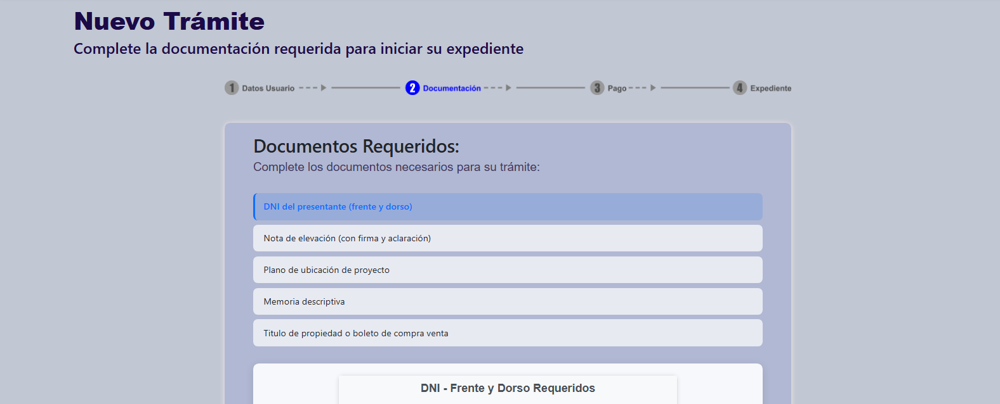 Nuevo Trámite
Complete la documentación requerida para iniciar su expediente
1 Datos Usuario 2 Documentación 3 Pago 4 Expediente
Documentos Requeridos:
Complete los documentos necesarios para su trámite:
DNI del presentante (frente y dorso)
Nota de elevación (con firma y aclaración)
Plano de ubicación de proyecto
Memoria descriptiva
Titulo de propiedad o boleto de compra venta
DNI - Frente y Dorso Requeridos